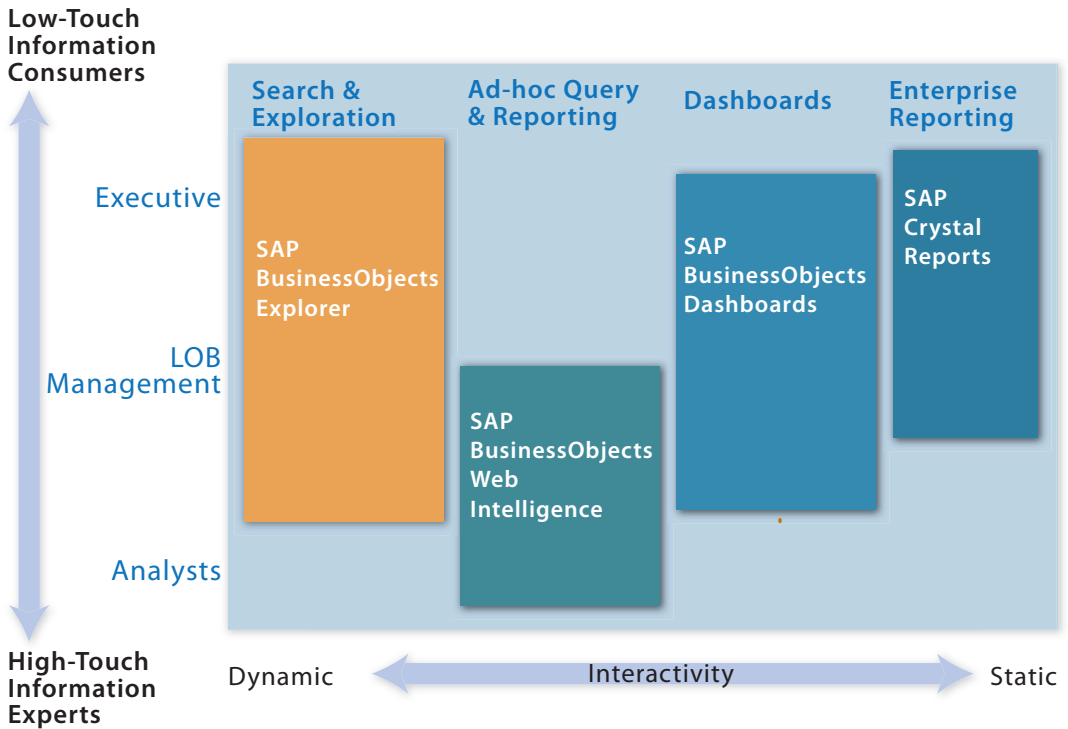 Low-Touch
Information
Consumers
Search &
Exploration
Ad-hoc Query
& Reporting
Dashboards
Enterprise
Reporting
Executive
LOB
Management
Analysts
SAP
BusinessObjects
Explorer
SAP
BusinessObjects
Web
Intelligence
SAP
BusinessObjects
Dashboards
SAP
Crystal
Reports
High-Touch
Information
Experts
Dynamic
Interactivity
Static